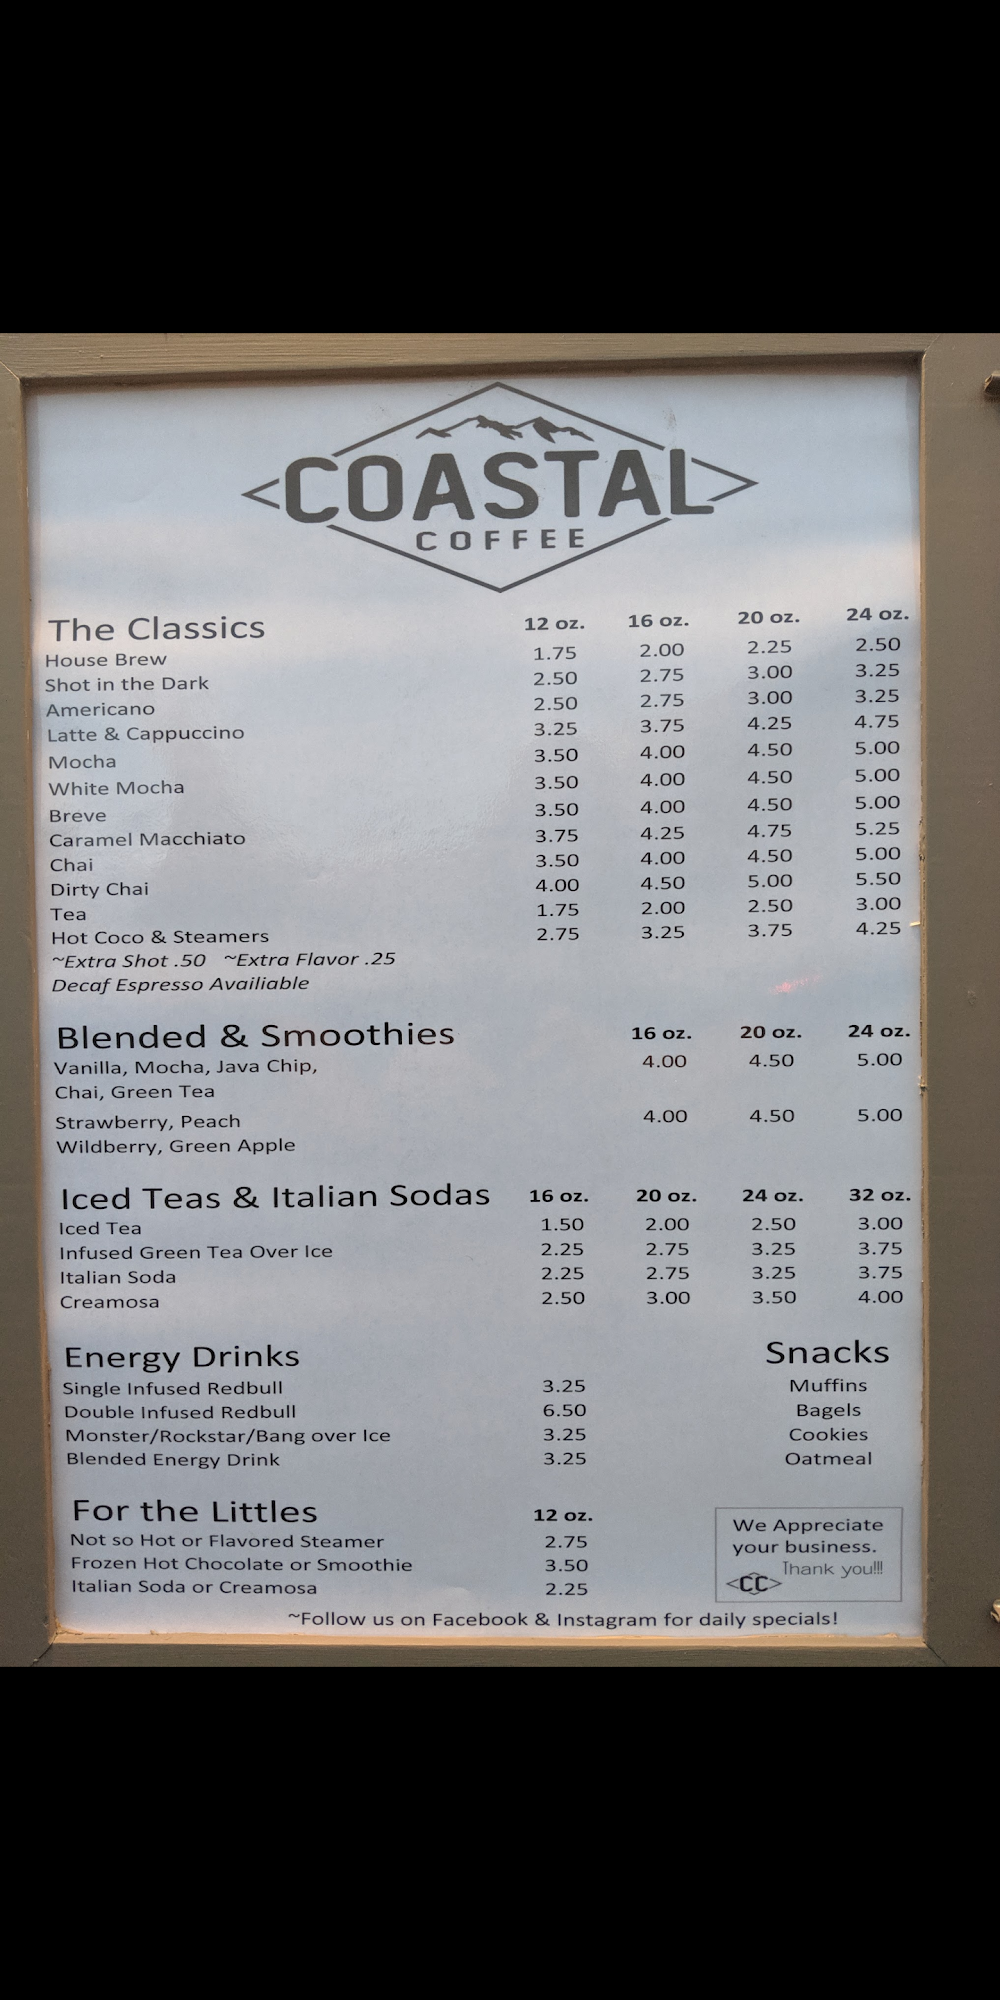 COASTAL
COFFEE
The Classics 12 oz. 16 oz. 20 oz. 24 oz.
House Brew 1.75 2.00 2.25 2.50
Shot in the Dark 2.50 2.75 3.00 3.25
Americano 2.50 2.75 3.00 3.25
Latte & Cappuccino 3.25 3.75 4.25 4.75
Mocha 3.50 4.00 4.50 5.00
White Mocha 3.50 4.00 4.50 5.00
Breve 3.50 4.00 4.50 5.00
Caramel Macchiato 3.75 4.25 4.75 5.25
Chai 3.50 4.00 4.50 5.00
Dirty Chai 4.00 4.50 5.00 5.50
Tea 1.75 2.00 2.50 3.00
Hot Coco & Steamers 2.75 3.25 3.75 4.25
~Extra Shot .50 ~Extra Flavor .25
Decaf Espresso Availiable
Blended & Smoothies 16 oz. 20 oz. 24 oz.
Vanilla, Mocha, Java Chip, 4.00 4.50 5.00
Chai, Green Tea
Strawberry, Peach 4.00 4.50 5.00
Wildberry, Green Apple
Iced Teas & Italian Sodas 16 oz. 20 oz. 24 oz. 32 oz.
Iced Tea 1.50 2.00 2.50 3.00
Infused Green Tea Over Ice 2.25 2.75 3.25 3.75
Italian Soda 2.25 2.75 3.25 3.75
Creamosa 2.50 3.00 3.50 4.00
Energy Drinks
Single Infused Redbull 3.25
Double Infused Redbull 6.50
Monster/Rockstar/Bang over Ice 3.25
Blended Energy Drink 3.25
Snacks
Muffins
Bagels
Cookies
Oatmeal
For the Littles 12 oz.
Not so Hot or Flavored Steamer 2.75
Frozen Hot Chocolate or Smoothie 3.50
Italian Soda or Creamosa 2.25
We Appreciate
your business.
Thank you!!!
CC
~Follow us on Facebook & Instagram for daily specials!